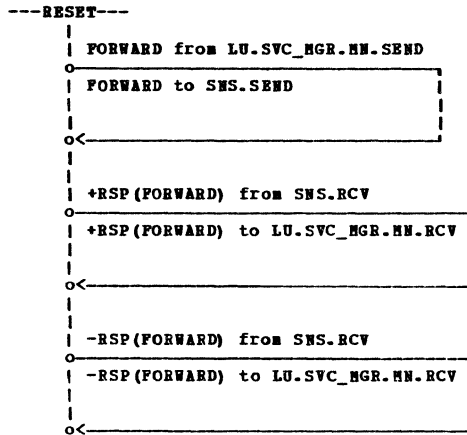 ---RESET---
FORWARD from LU.SVC_MGR.MN.SEND
FORWARD to SNS.SEND
+RSP(FORWARD) from SNS.RCV
+RSP(FORWARD) to LU.SVC_MGR.MN.RCV
-RSP(FORWARD) from SNS.RCV
-RSP(FORWARD) to LU.SVC_MGR.MN.RCV